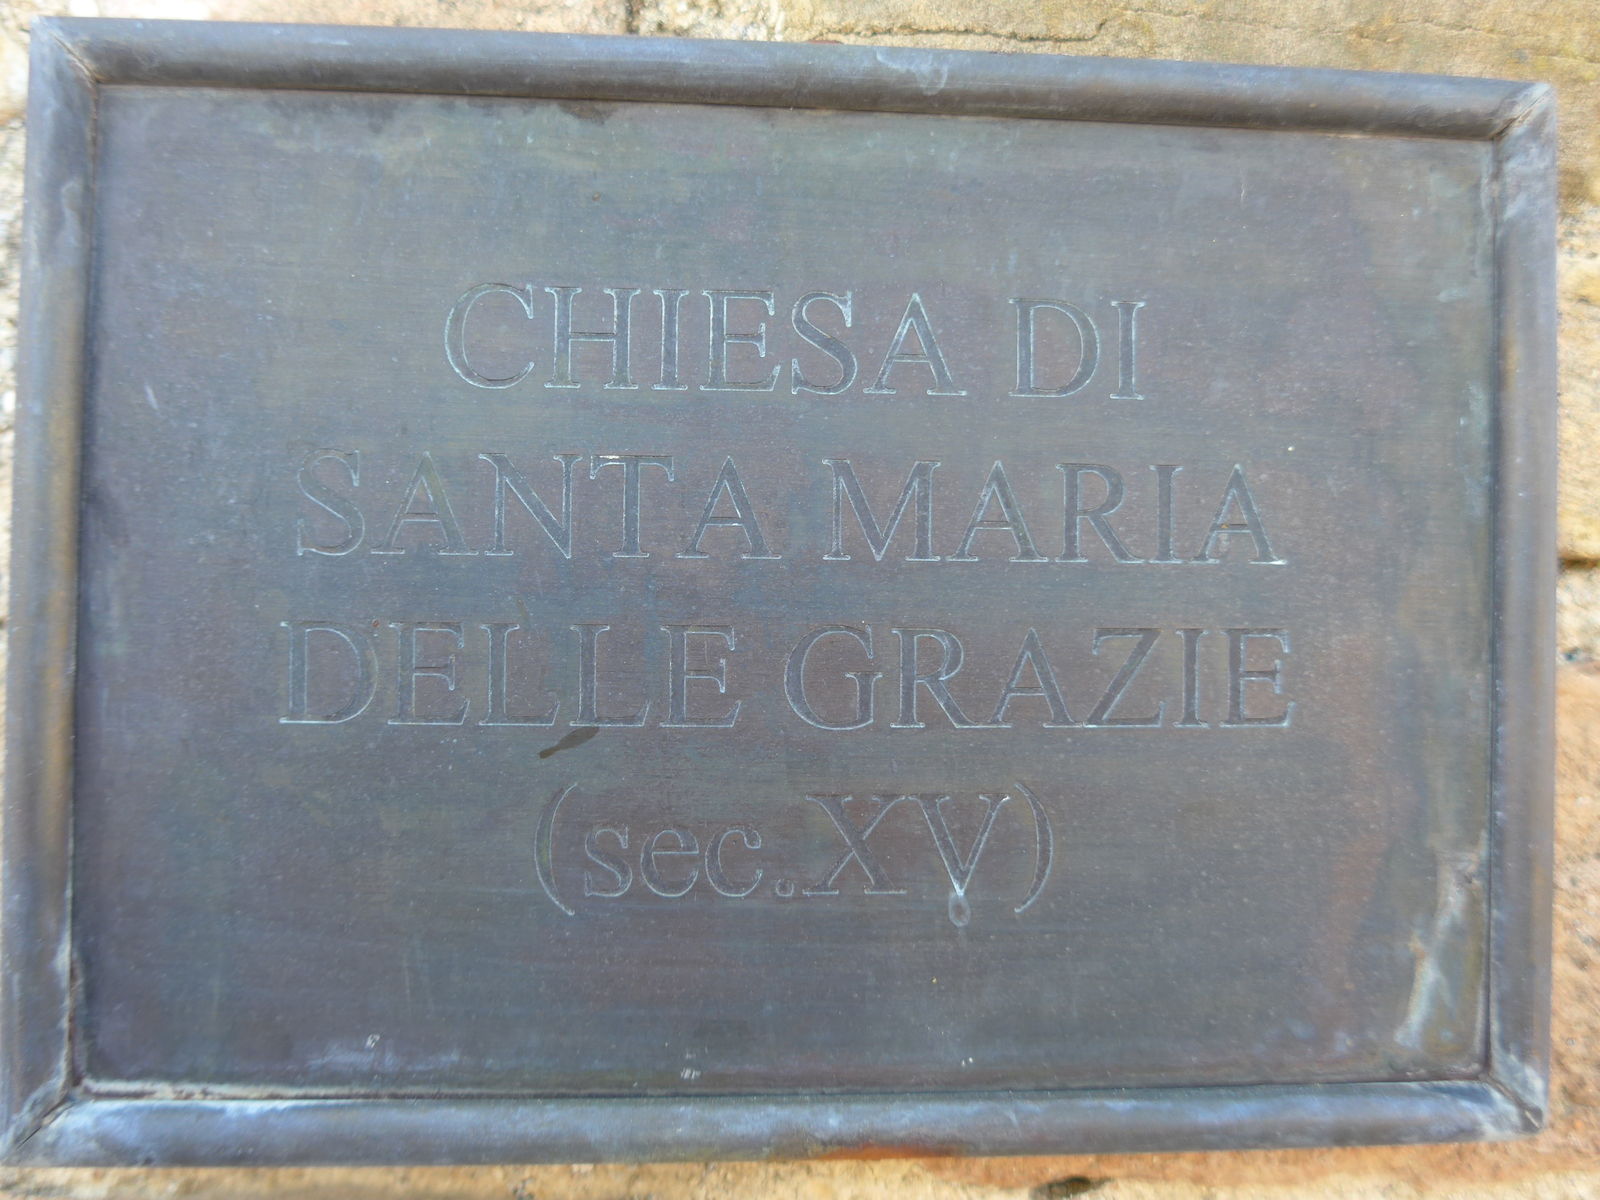 CHIESA DI
SANTA MARIA
DELLE GRAZIE
(sec.XV)